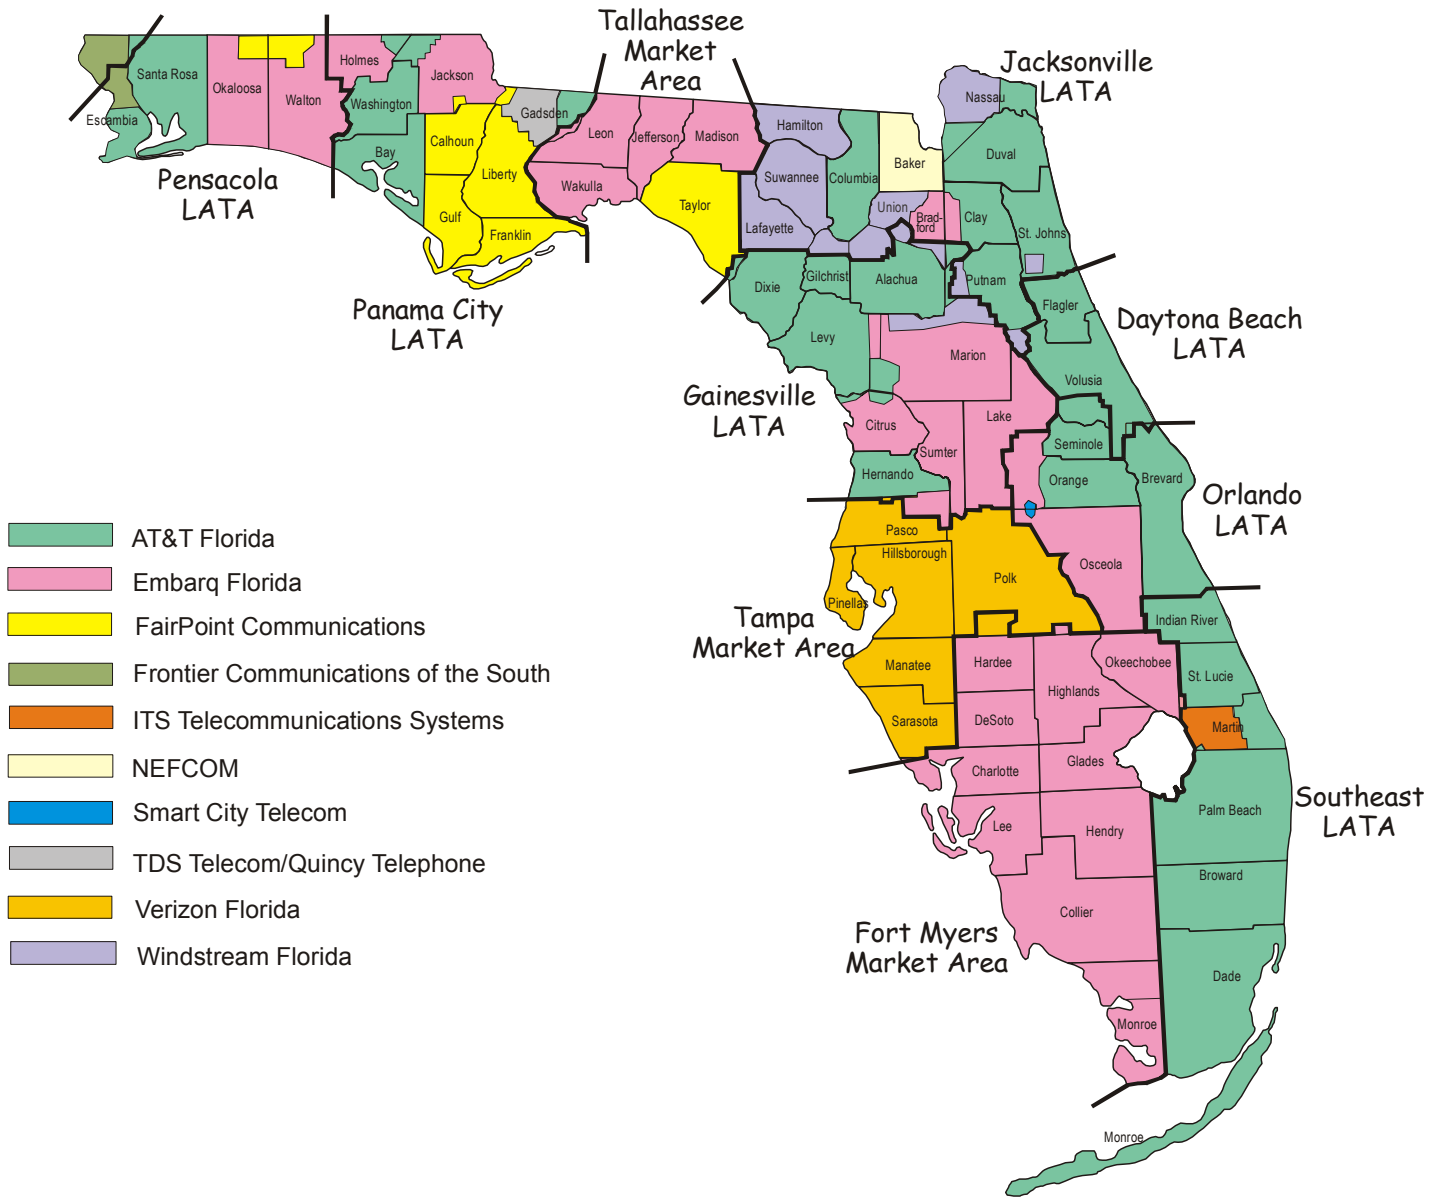 Tallahassee
Market
Area
Jacksonville
LATA
Santa Rosa
Okaloosa
Walton
Holmes
Jackson
Washington
Escambia
Bay
Calhoun
Gadsden
Liberty
Gulf
Franklin
Leon
Jefferson
Madison
Wakulla
Taylor
Hamilton
Suwannee
Lafayette
Columbia
Baker
Nassau
Duval
Union
Brad-
ford
Clay
St. Johns
Pensacola
LATA
Panama City
LATA
Dixie
Gilchrist
Alachua
Putnam
Flagler
Levy
Marion
Volusia
Daytona Beach
LATA
Gainesville
LATA
Citrus
Lake
Sumter
Hernando
Seminole
Orange
Brevard
Orlando
LATA
Pasco
Hillsborough
Pinellas
Polk
Osceola
Tampa
Market Area
Indian River
Manatee
Sarasota
Hardee
DeSoto
Highlands
Okeechobee
St. Lucie
Martin
Charlotte
Glades
Lee
Hendry
Palm Beach
Southeast
LATA
Broward
Collier
Fort Myers
Market Area
Dade
Monroe
Monroe
AT&T Florida
Embarq Florida
FairPoint Communications
Frontier Communications of the South
ITS Telecommunications Systems
NEFCOM
Smart City Telecom
TDS Telecom/Quincy Telephone
Verizon Florida
Windstream Florida